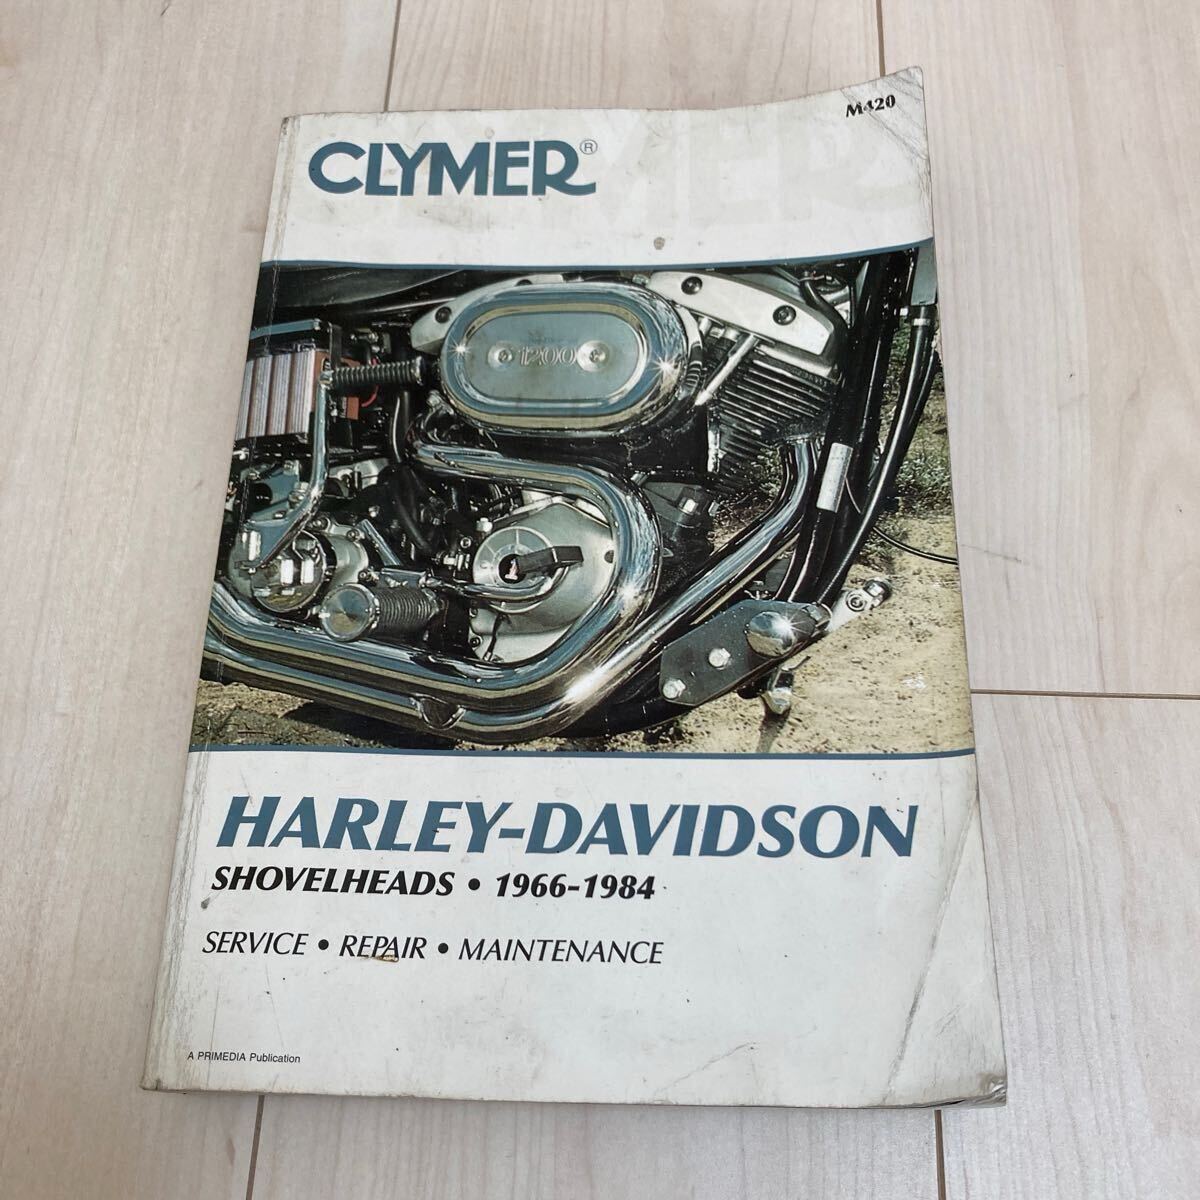 M420
CLYMER®
1200
HARLEY-DAVIDSON
SHOVELHEADS • 1966-1984
SERVICE • REPAIR • MAINTENANCE
A PRIMEDIA Publication